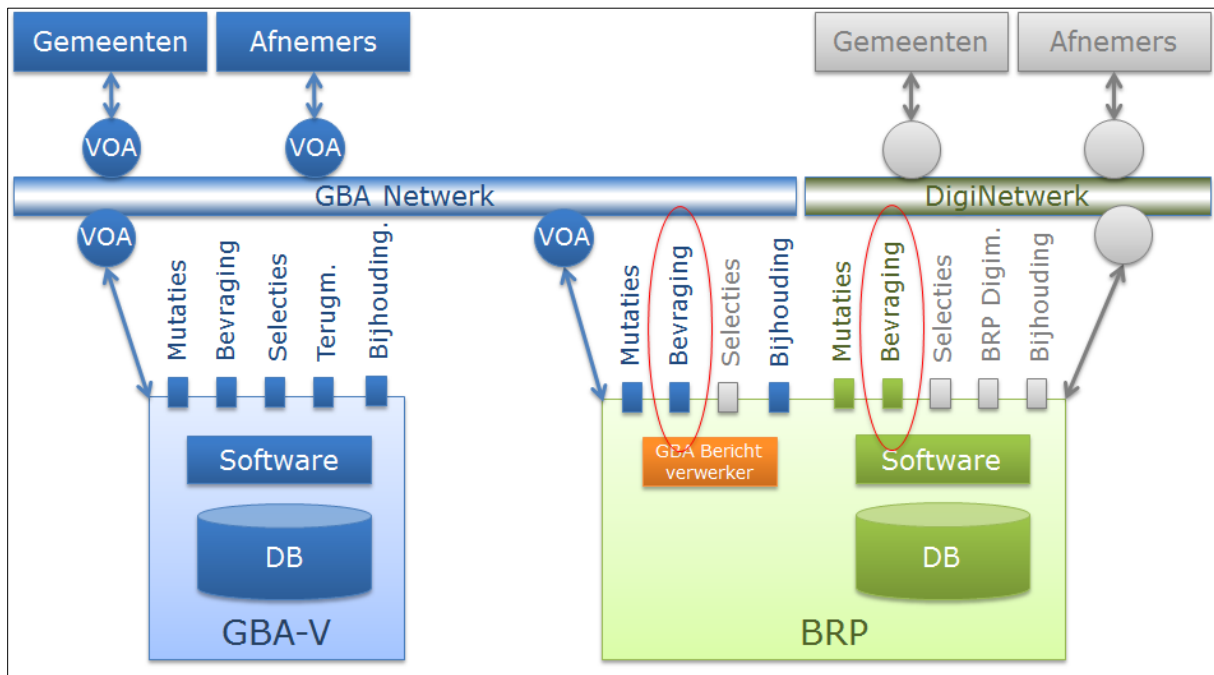 Gemeenten
Afnemers
Gemeenten
Afnemers
VOA
VOA
GBA Netwerk
DigiNetwerk
VOA
VOA
Mutaties
Bevraging
Selecties
Terugm.
Bijhouding.
Mutaties
Bevraging
Selecties
Bijhouding
Mutaties
Bevraging
Selecties
BRP Digim.
Bijhouding
Software
GBA Bericht
verwerker
Software
DB
DB
GBA-V
BRP